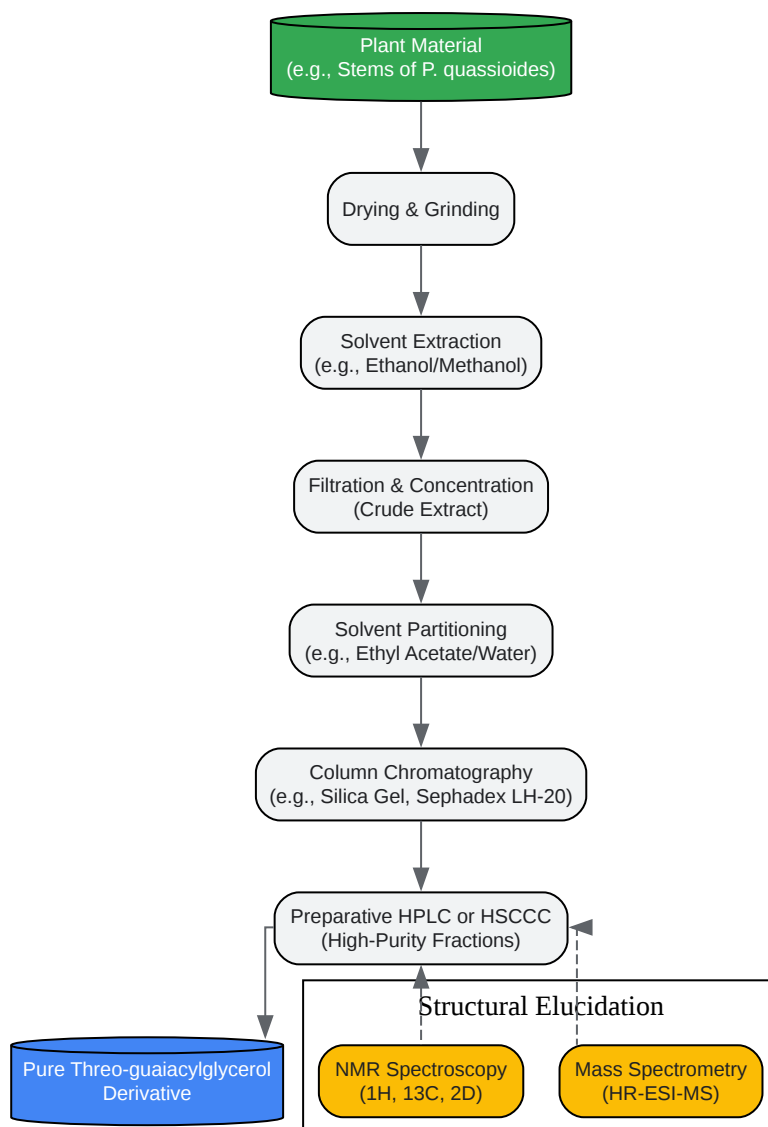 Plant Material
(e.g., Stems of P. quassioides)
Drying & Grinding
Solvent Extraction
(e.g., Ethanol/Methanol)
Filtration & Concentration
(Crude Extract)
Solvent Partitioning
(e.g., Ethyl Acetate/Water)
Column Chromatography
(e.g., Silica Gel, Sephadex LH-20)
Preparative HPLC or HSCCC
(High-Purity Fractions)
Structural Elucidation
Pure Threo-guaiacylglycerol
Derivative
NMR Spectroscopy
(1H, 13C, 2D)
Mass Spectrometry
(HR-ESI-MS)